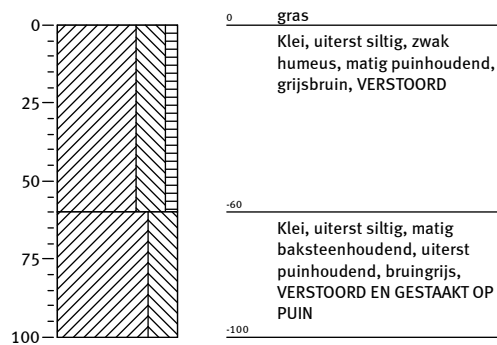 0
0
gras
Klei, uiterst siltig, zwak
humeus, matig puinhoudend,
grijsbruin, VERSTOORD
25
50
-60
Klei, uiterst siltig, matig
baksteenhoudend, uiterst
puinhoudend, bruingrijs,
VERSTOORD EN GESTAAKT OP
PUIN
75
100
-100